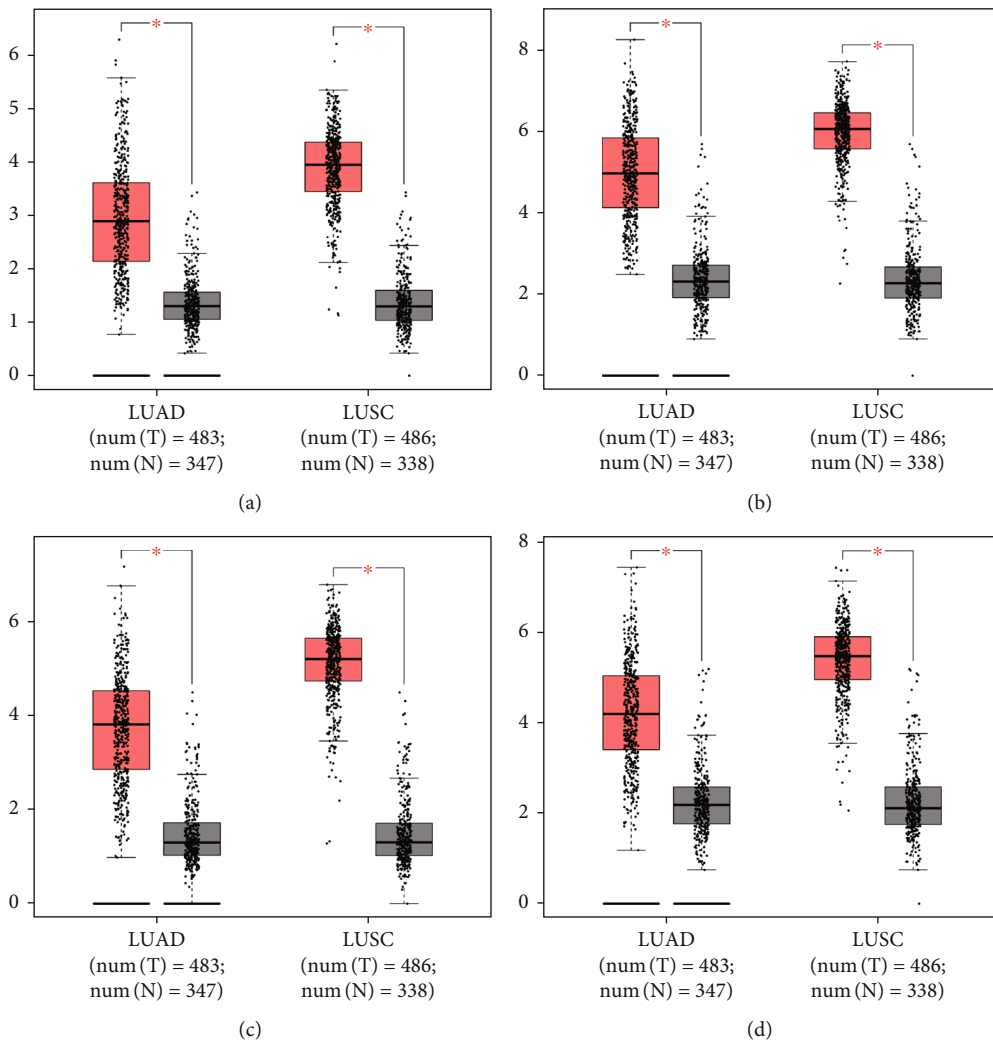 6
5
4
3
2
1
0
*
*
LUAD
(num (T) = 483;
num (N) = 347)
LUSC
(num (T) = 486;
num (N) = 338)
(a)
8
6
4
2
0
*
*
LUAD
(num (T) = 483;
num (N) = 347)
LUSC
(num (T) = 486;
num (N) = 338)
(b)
6
4
2
0
*
*
LUAD
(num (T) = 483;
num (N) = 347)
LUSC
(num (T) = 486;
num (N) = 338)
(c)
8
6
4
2
0
*
*
LUAD
(num (T) = 483;
num (N) = 347)
LUSC
(num (T) = 486;
num (N) = 338)
(d)